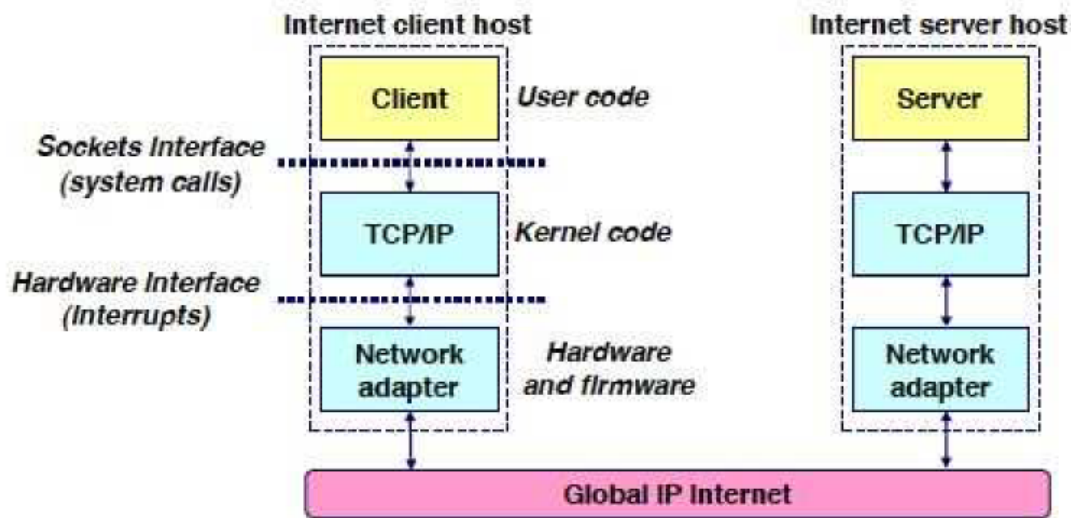 Internet client host
Internet server host
Client
User code
Server
Sockets Interface
(system calls)
TCP/IP
Kernel code
TCP/IP
Hardware Interface
(Interrupts)
Network
adapter
Hardware
and firmware
Network
adapter
Global IP Internet